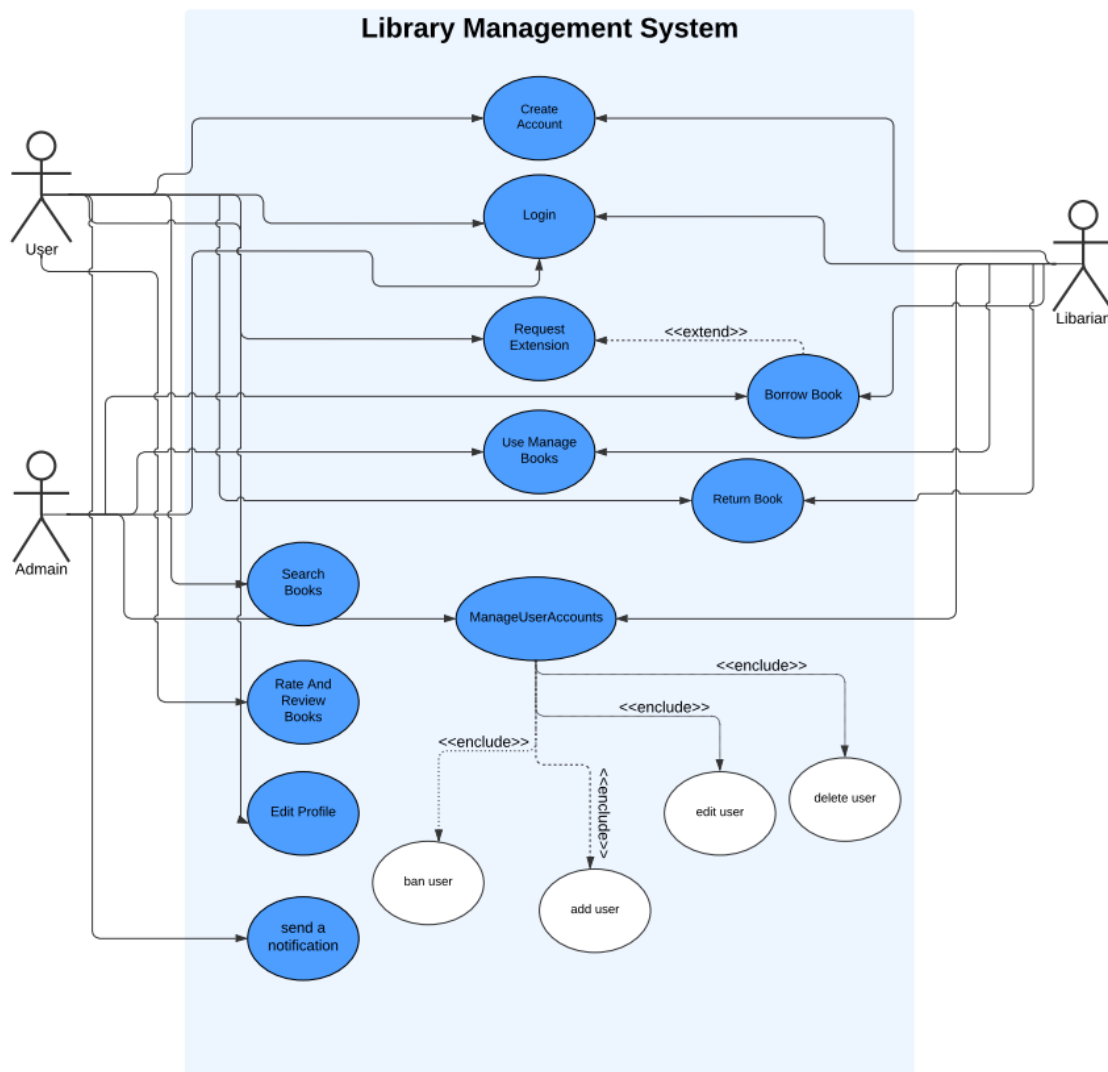 Library Management System
Create
Account
Login
User
Libarian
Request
Extension
<<extend>>
Borrow Book
Use Manage
Books
Return Book
Admain
Search
Books
ManageUserAccounts
<<enclude>>
Rate And
Review
Books
<<enclude>>
<<enclude>>
<<enclude>>
Edit Profile
edit user
delete user
ban user
add user
send a
notification